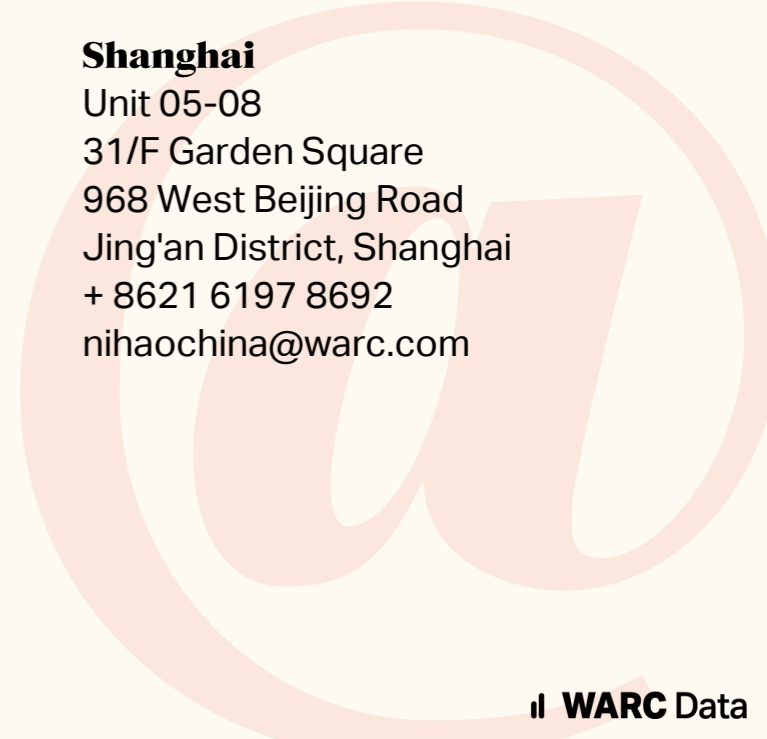 Shanghai
Unit 05-08
31/F Garden Square
968 West Beijing Road
Jing'an District, Shanghai
+ 8621 6197 8692
nihaochina@warc.com
@
WARC Data